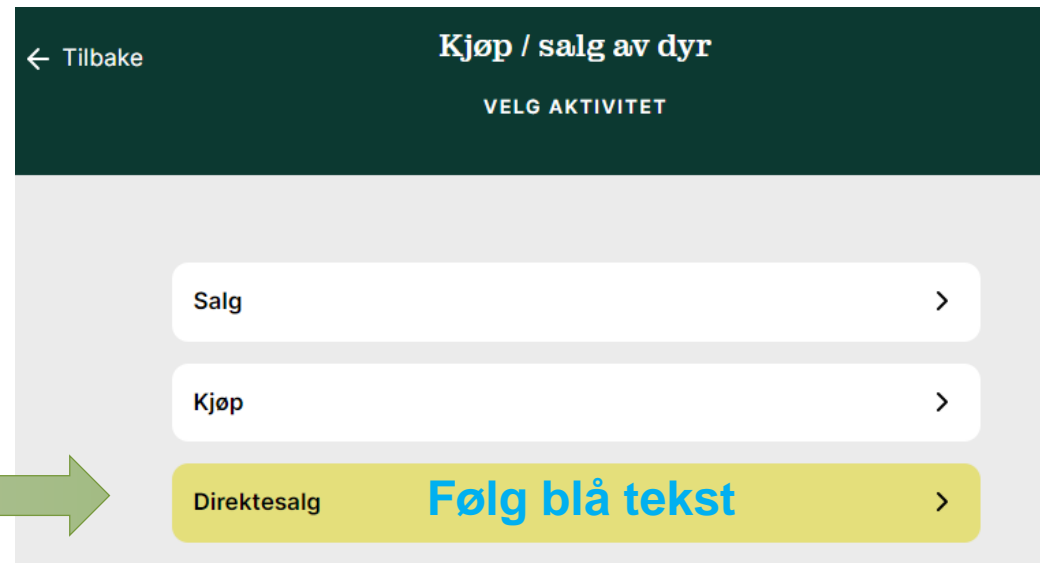 ← Tilbake
Kjøp / salg av dyr
VELG AKTIVITET
Salg
Kjøp
Direktesalg Følg blå tekst